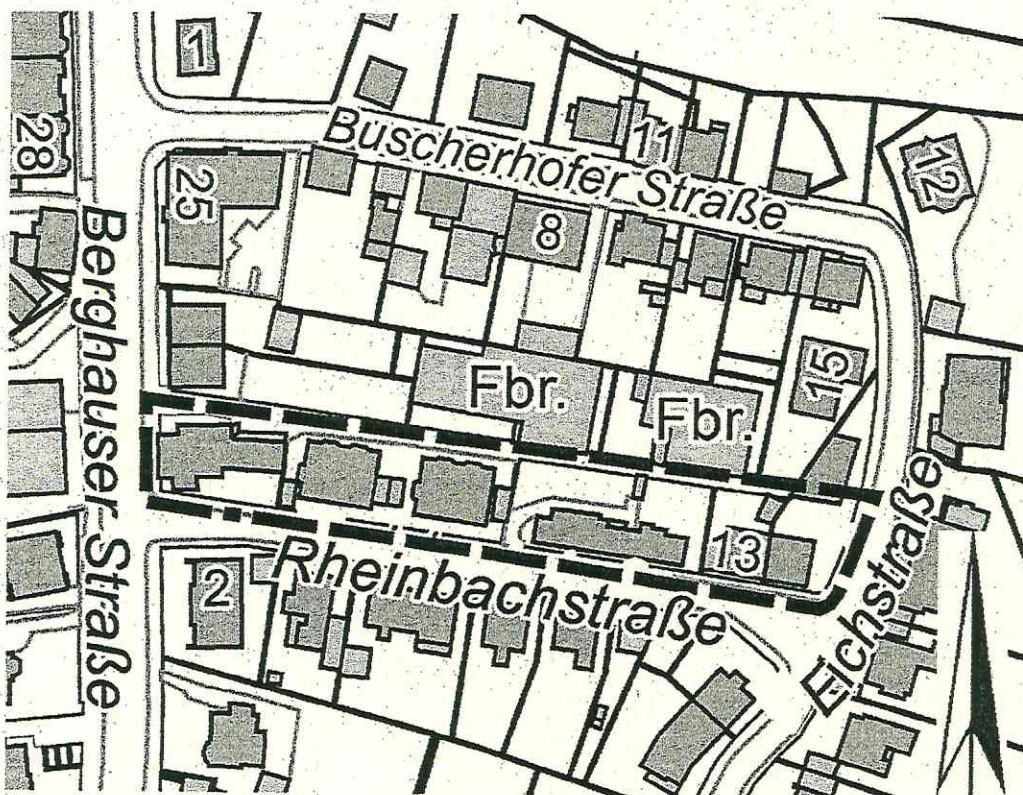 1
28
25
Buscherhofer Straße
11
12
8
15
Fbr.
Fbr.
Berghauser Straße
Rheinbachstraße
13
2
Eichstraße